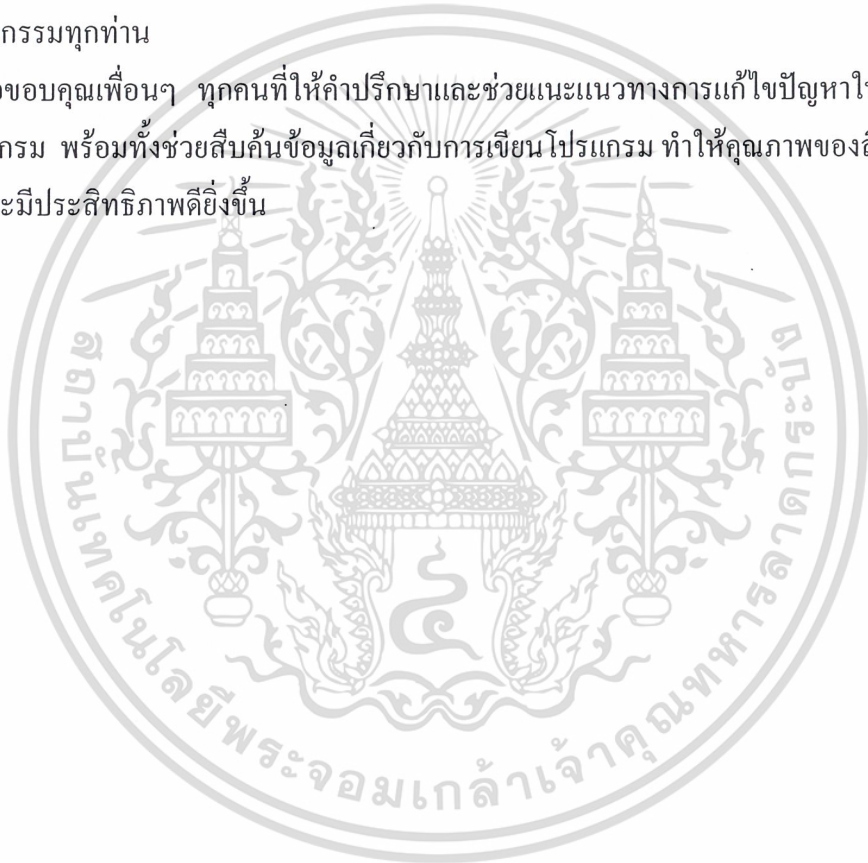 กรรมทุกท่าน
ขอบคุณเพื่อนๆ ทุกคนที่ให้คำปรึกษาและช่วยแนะแนวทางการแก้ไขปัญหาใ
กรม พร้อมทั้งช่วยสืบค้นข้อมูลเกี่ยวกับการเขียนโปรแกรม ทำให้คุณภาพของ
ะมีประสิทธิภาพดียิ่งขึ้น
สถาบันเทคโนโลยีพระจอมเกล้าเจ้าคุณทหารลาดกระบัง